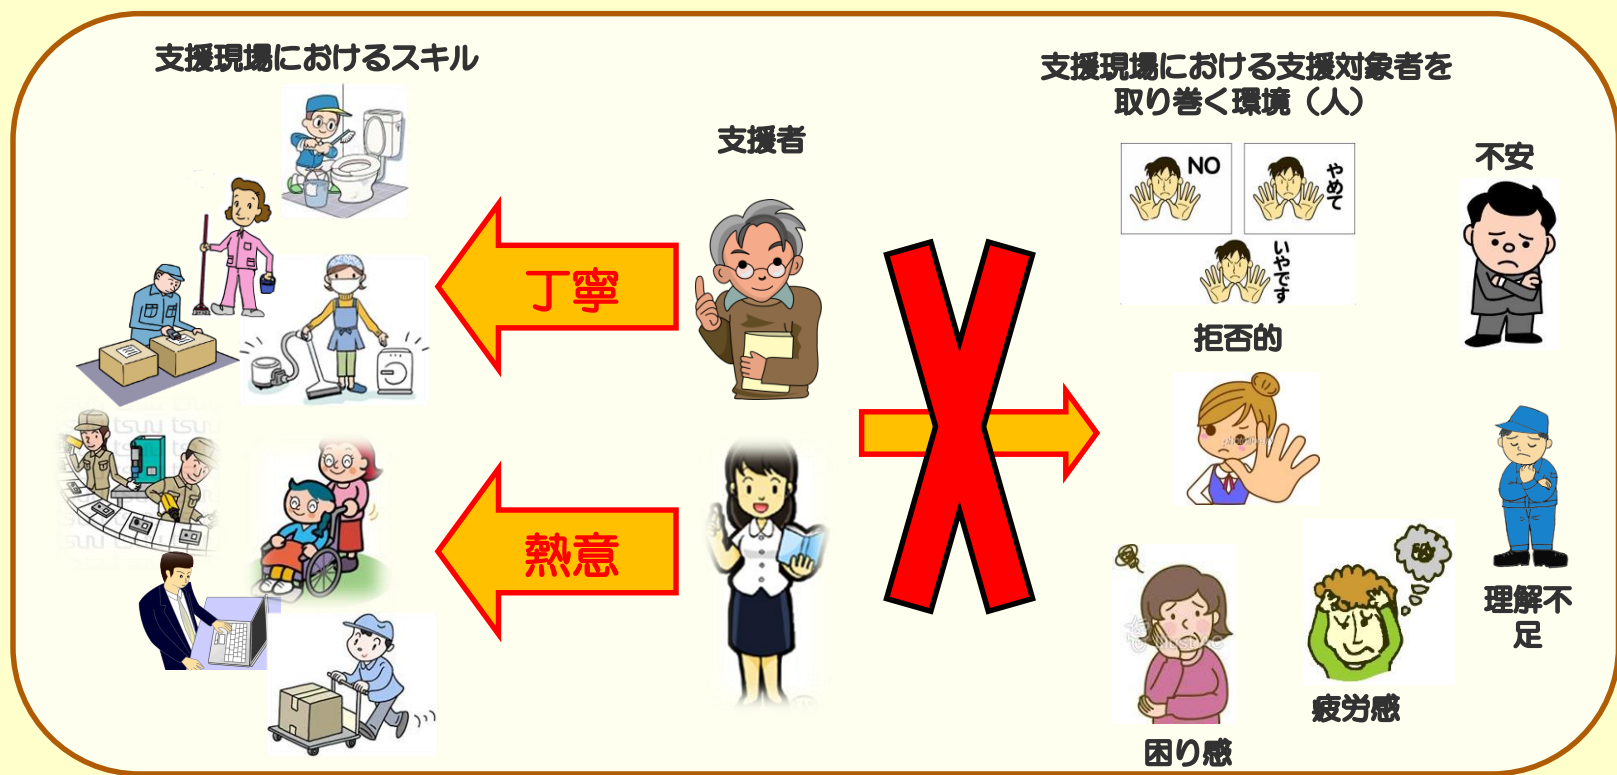 支援現場におけるスキル
支援現場における支援対象者を
取り巻く環境（人）
支援者
NO
やめて
いやです
不安
拒否的
丁寧
熱意
理解不
足
疲労感
困り感